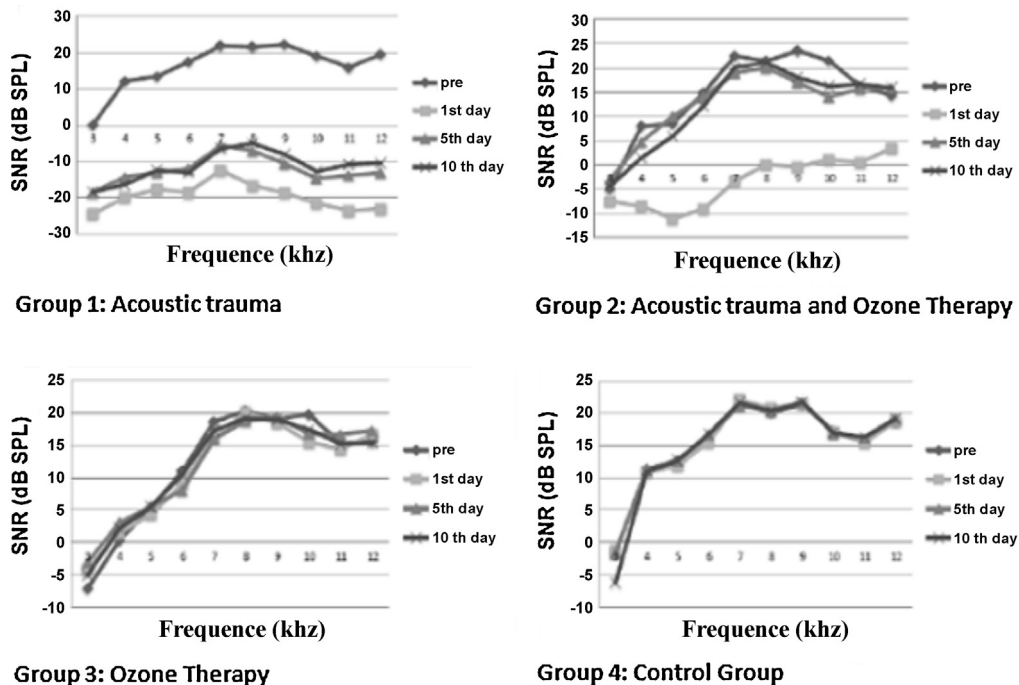 30
20
10
0
-10
-20
-30
SNR (dB SPL)
3 4 5 6 7 8 9 10 11 12
pre
1st day
5th day
10 th day
Frequence (khz)
Group 1: Acoustic trauma
30
25
20
15
10
5
0
-5
-10
-15
SNR (dB SPL)
4 5 6 7 8 9 10 11 12
pre
1st day
5th day
10 th day
Frequence (khz)
Group 2: Acoustic trauma and Ozone Therapy
25
20
15
10
5
0
-5
-10
SNR (dB SPL)
3 4 5 6 7 8 9 10 11 12
pre
1st day
5th day
10 th day
Frequence (khz)
Group 3: Ozone Therapy
25
20
15
10
5
0
-5
-10
SNR (dB SPL)
4 5 6 7 8 9 10 11 12
pre
1st day
5th day
10 th day
Frequence (khz)
Group 4: Control Group